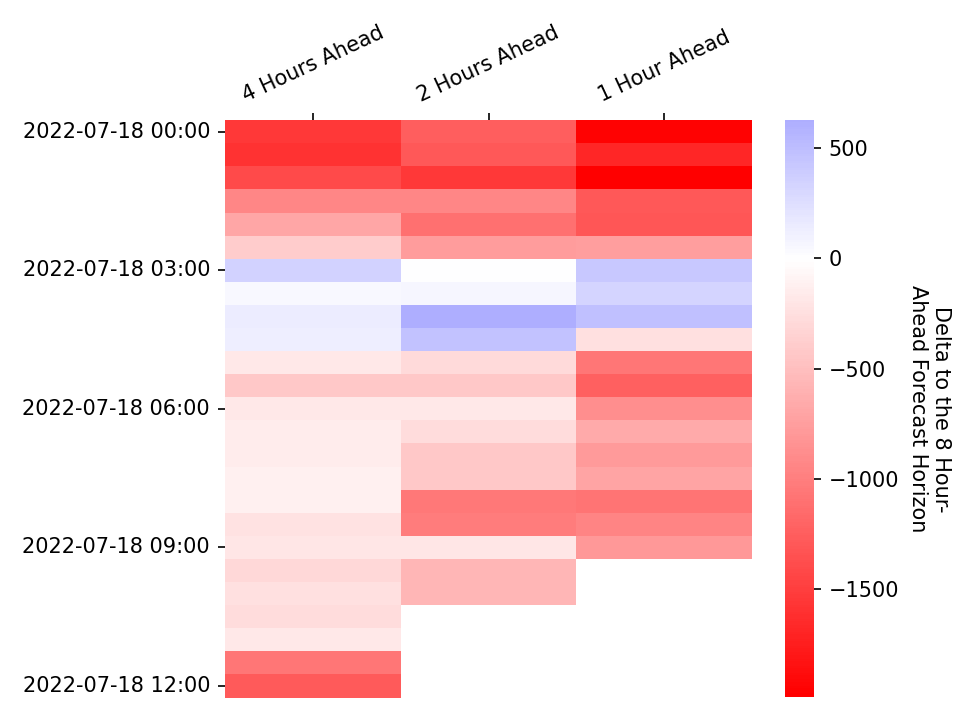 4 Hours Ahead
2 Hours Ahead
1 Hour Ahead
2022-07-18 00:00
2022-07-18 03:00
2022-07-18 06:00
2022-07-18 09:00
2022-07-18 12:00
500
0
−500
−1000
−1500
Delta to the 8 Hour-
Ahead Forecast Horizon